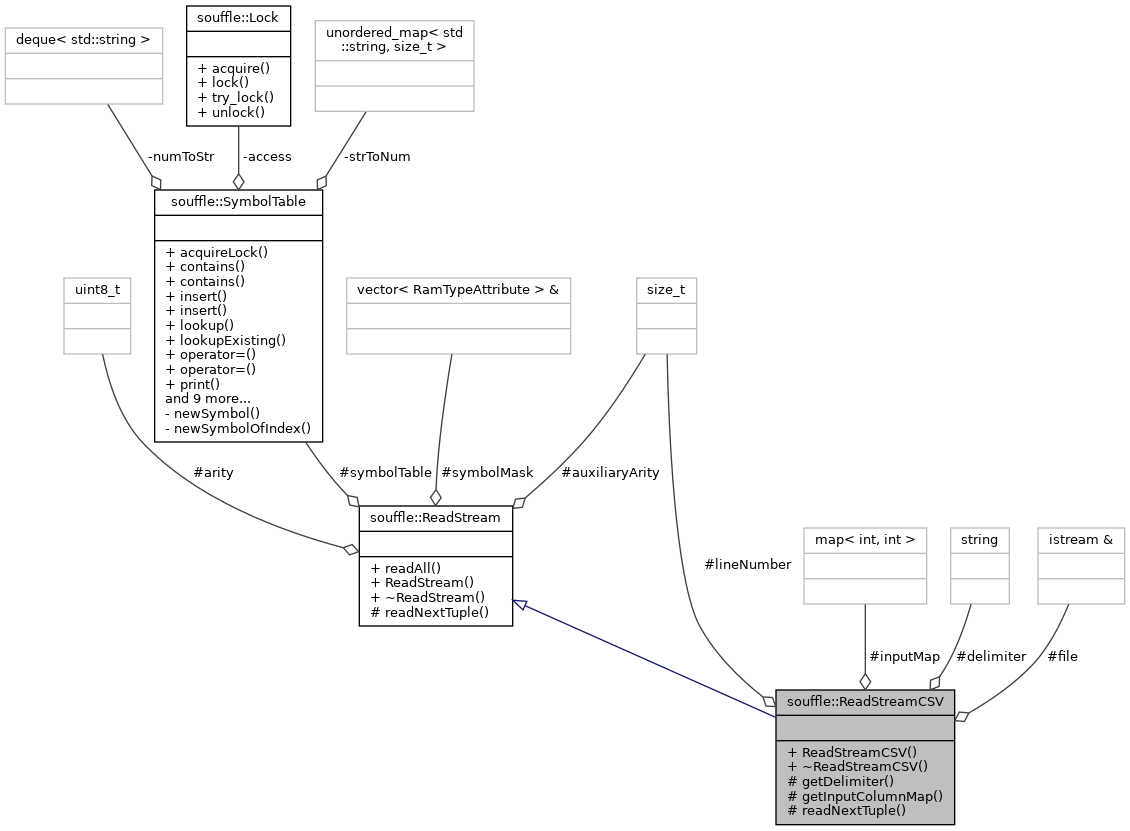 souffle::Lock
+ acquire()
+ lock()
+ try_lock()
+ unlock()
deque< std::string >
unordered_map< std
::string, size_t >
-numToStr
-access
-strToNum
souffle::SymbolTable
+ acquireLock()
+ contains()
+ contains()
+ insert()
+ insert()
+ lookup()
+ lookupExisting()
+ operator=()
+ operator=()
+ print()
and 9 more...
- newSymbol()
- newSymbolOfIndex()
uint8_t
vector< RamTypeAttribute > &
size_t
#arity
#symbolTable
#symbolMask
#auxiliaryArity
souffle::ReadStream
+ readAll()
+ ReadStream()
+ ~ReadStream()
# readNextTuple()
#lineNumber
map< int, int >
string
istream &
#inputMap
#delimiter
#file
souffle::ReadStreamCSV
+ ReadStreamCSV()
+ ~ReadStreamCSV()
# getDelimiter()
# getInputColumnMap()
# readNextTuple()